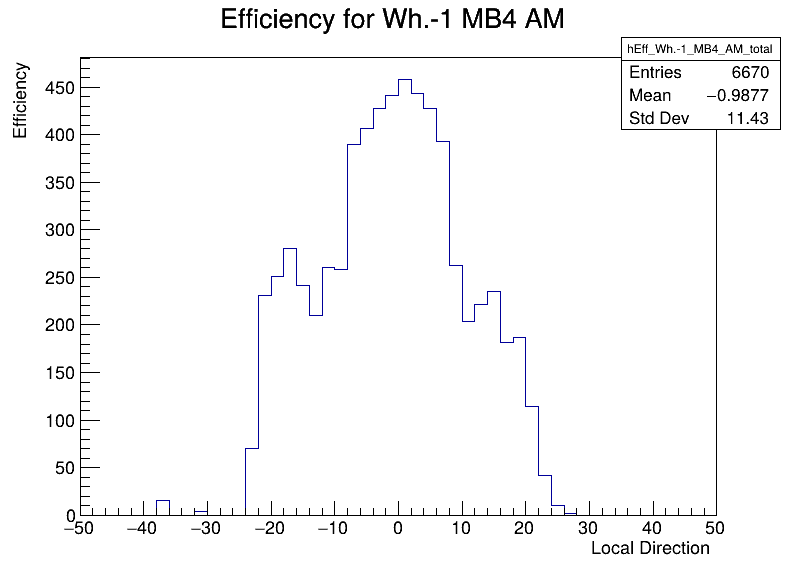 Efficiency for Wh.-1 MB4 AM
hEff_Wh.-1_MB4_AM_total
Entries 6670
Mean −0.9877
Std Dev 11.43
Efficiency
450
400
350
300
250
200
150
100
50
0
−50 −40 −30 −20 −10 0 10 20 30 40 50
Local Direction